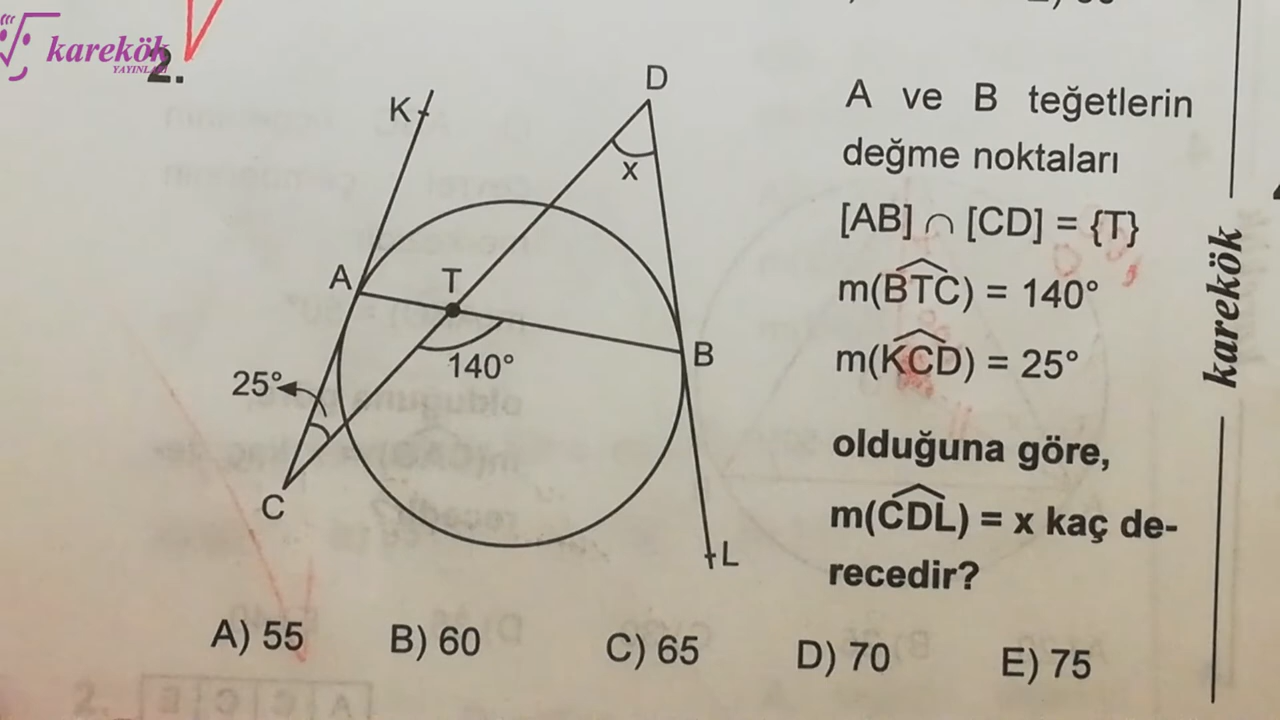 karekök
YAYINLARI
2.
A ve B teğetlerin
değme noktaları
[AB] ∩ [CD] = {T}
m(BTC) = 140°
m(KCD) = 25°
olduğuna göre,
m(CDL) = x kaç de-
recedir?
K
D
x
A
T
140°
B
25°
C
L
A) 55 B) 60 C) 65 D) 70 E) 75
karekök